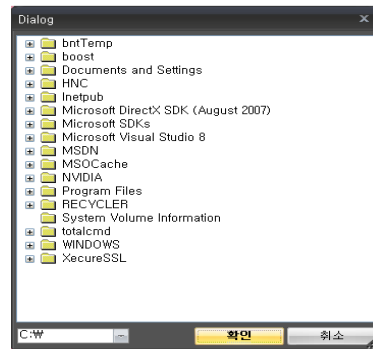 Dialog
bntTemp
boost
Documents and Settings
HNC
Inetpub
Microsoft DirectX SDK (August 2007)
Microsoft SDKs
Microsoft Visual Studio 8
MSDN
MSOCache
NVIDIA
Program Files
RECYCLER
System Volume Information
totalcmd
WINDOWS
XecureSSL
C:₩
확인
취소